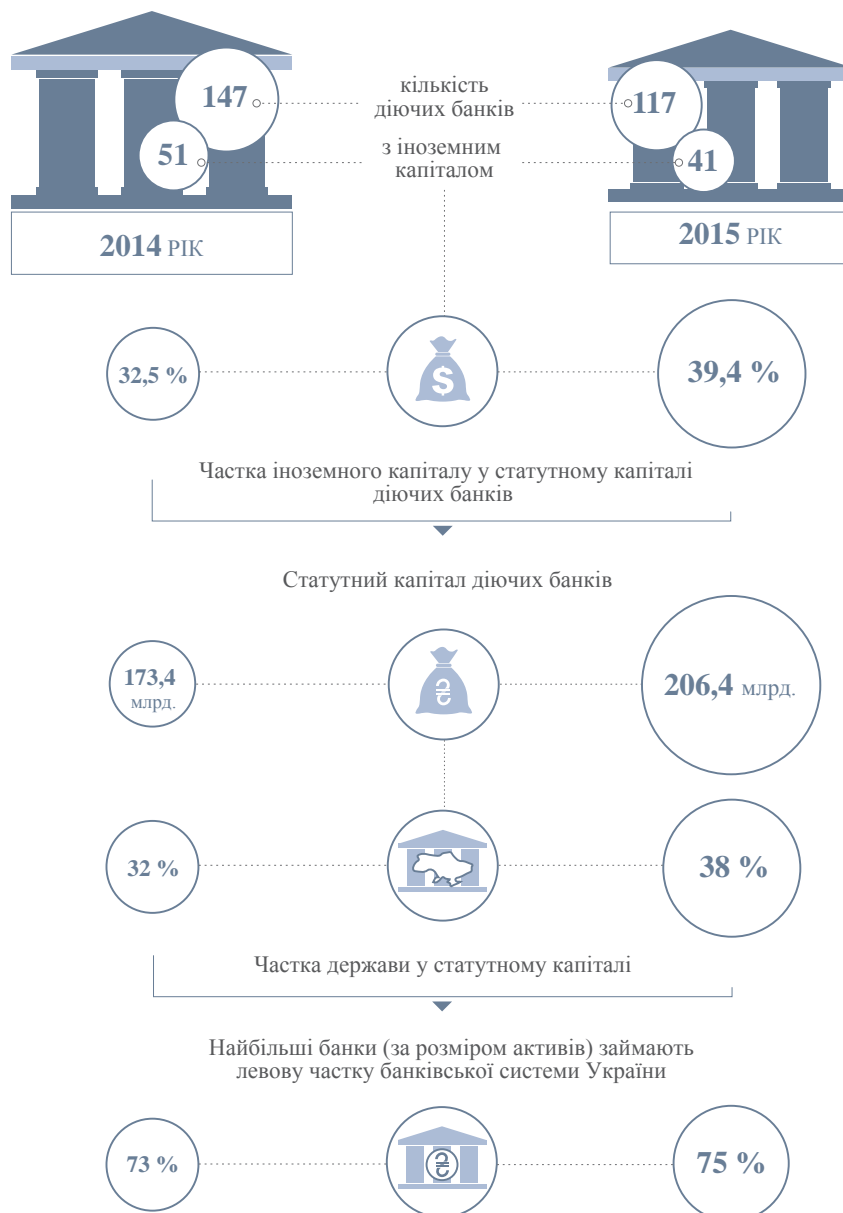 147
кількість
діючих банків
117
51
з іноземним
капіталом
41
2014 РІК
2015 РІК
32,5 %
$
39,4 %
Частка іноземного капіталу у статутному капіталі
діючих банків
Статутний капітал діючих банків
173,4
млрд.
₴
206,4 млрд.
32 %
38 %
Частка держави у статутному капіталі
Найбільші банки (за розміром активів) займають
левову частку банківської системи України
73 %
₴
75 %